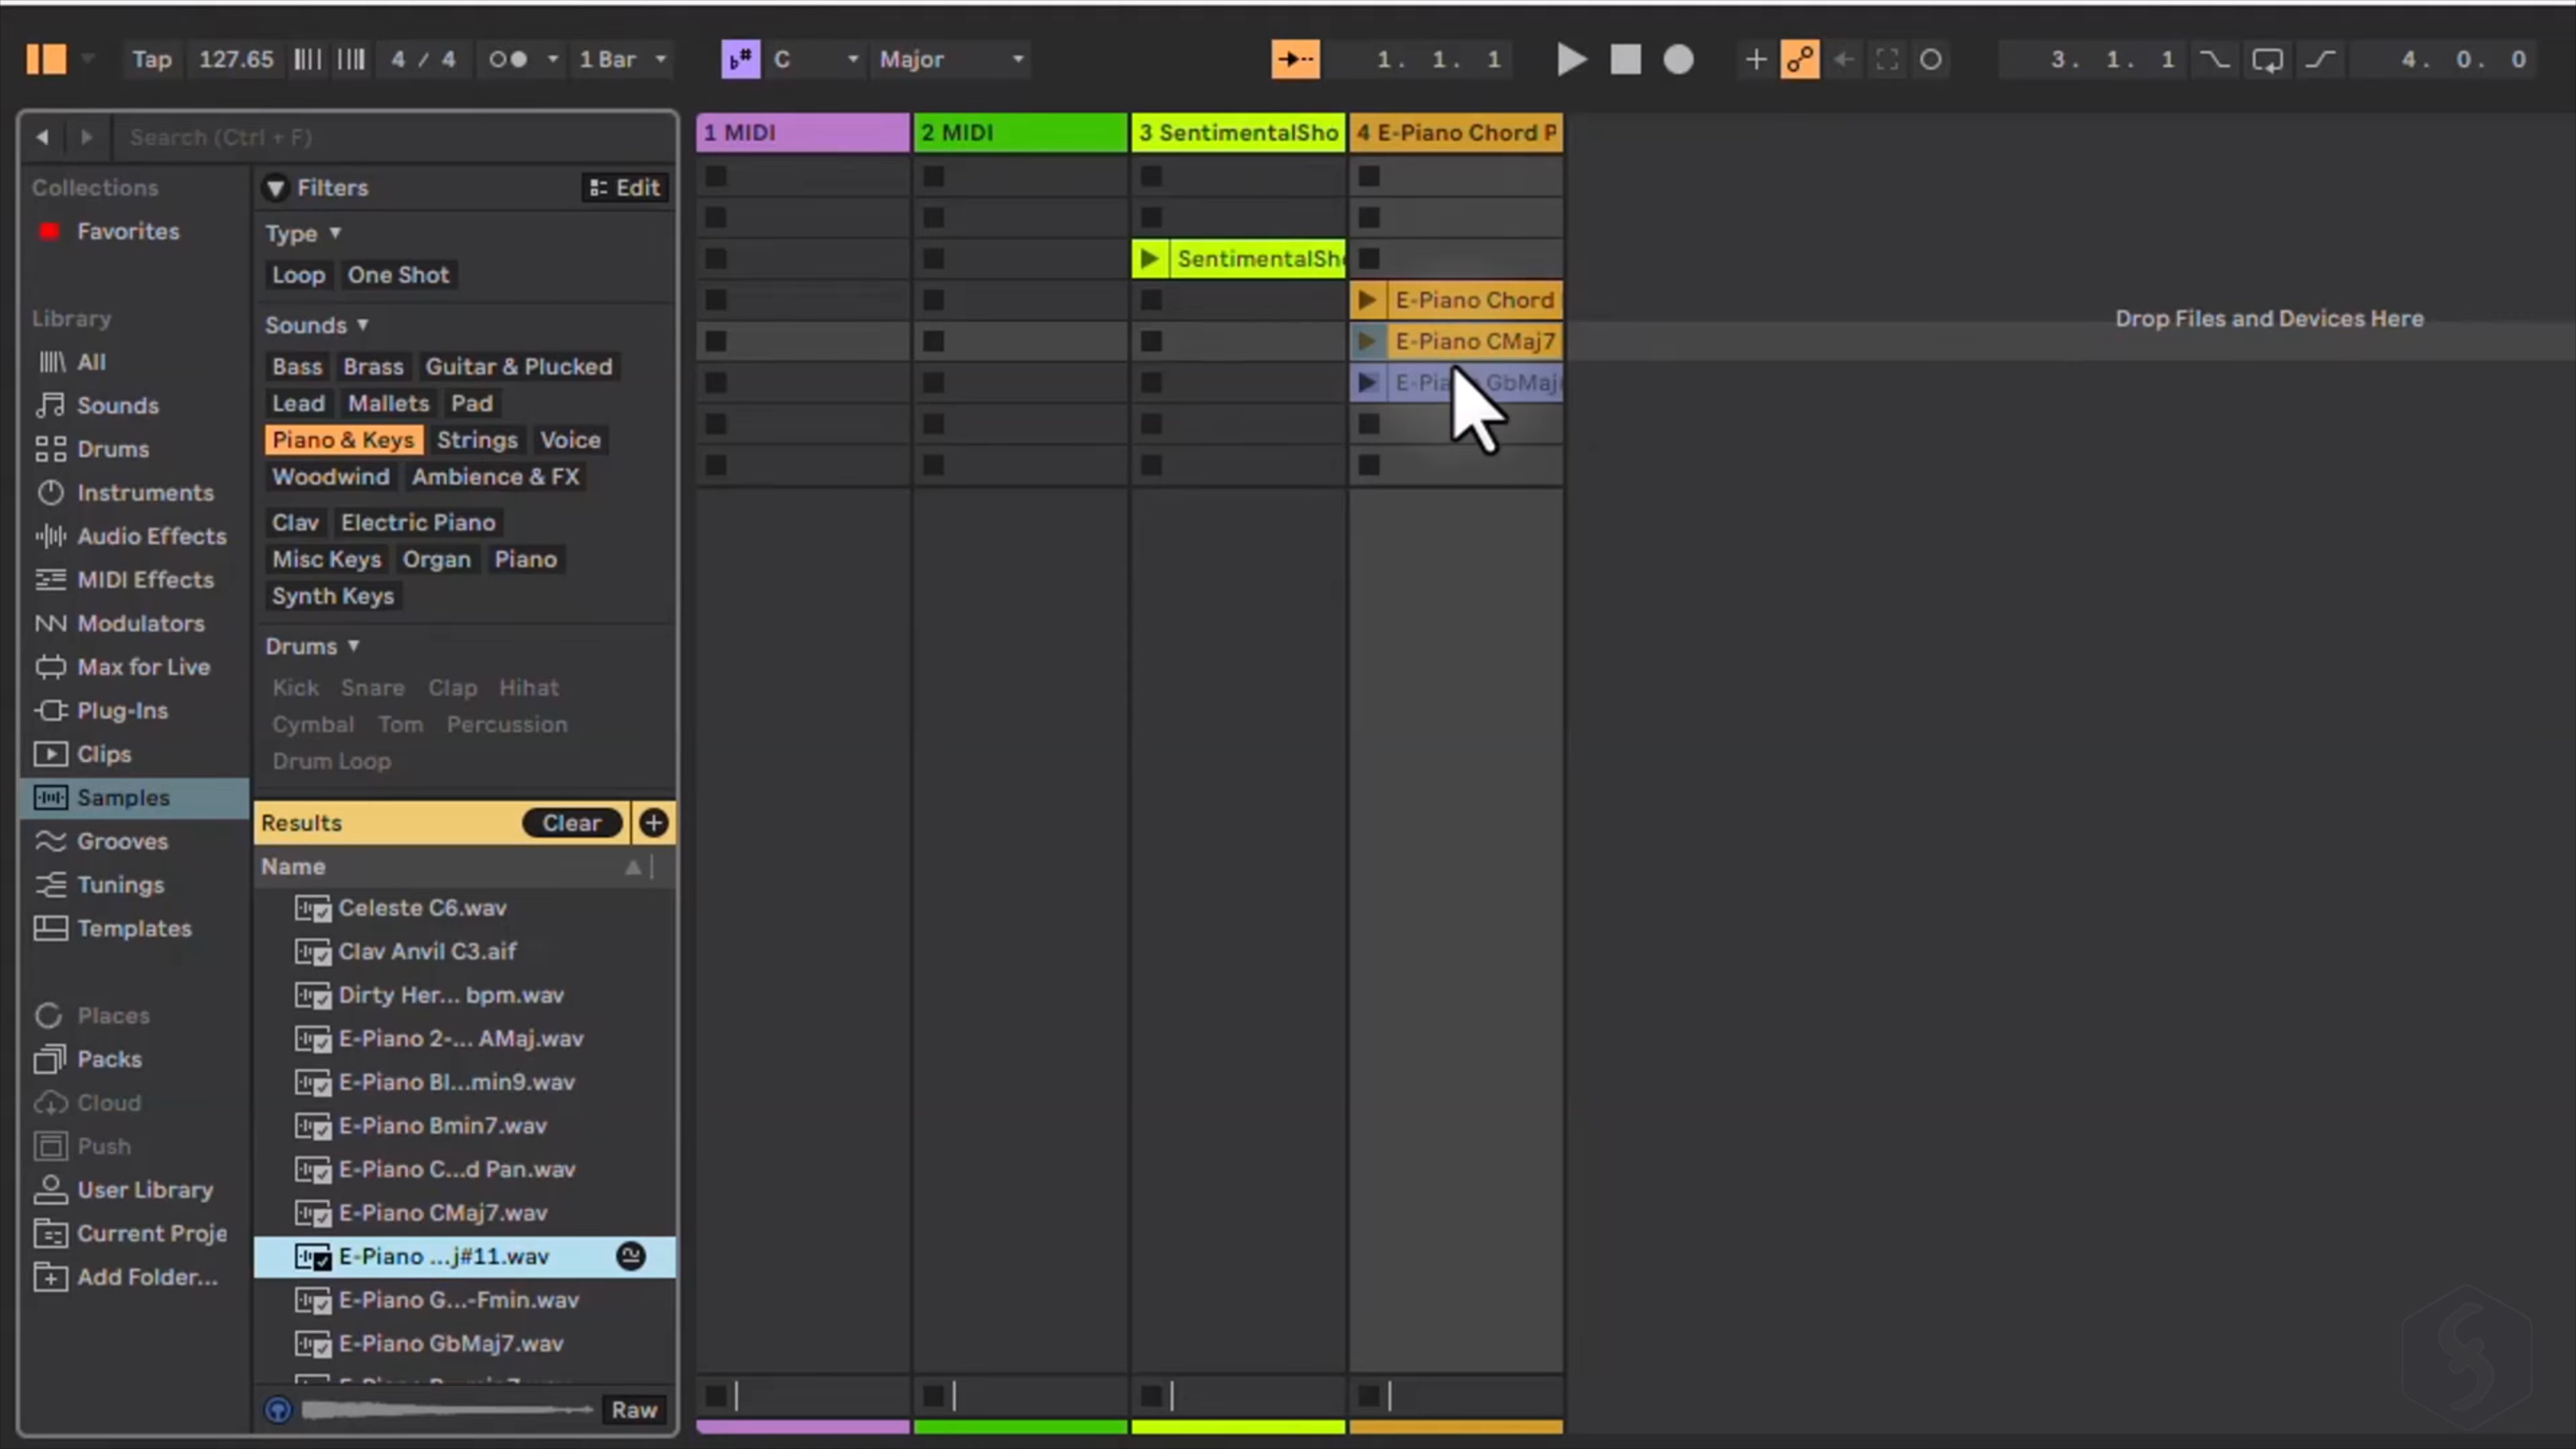 Tap 127.65 4 / 4 1 Bar C Major 1. 1. 1 3. 1. 1 4. 0. 0
Search (Ctrl + F)
Collections
Favorites
Library
All
Sounds
Drums
Instruments
Audio Effects
MIDI Effects
Modulators
Max for Live
Plug-Ins
Clips
Samples
Grooves
Tunings
Templates
Places
Packs
Cloud
Push
User Library
Current Proje
Add Folder...
Filters Edit
Type
Loop One Shot
Sounds
Bass Brass Guitar & Plucked
Lead Mallets Pad
Piano & Keys Strings Voice
Woodwind Ambience & FX
Clav Electric Piano
Misc Keys Organ Piano
Synth Keys
Drums
Kick Snare Clap Hihat
Cymbal Tom Percussion
Drum Loop
Results Clear
Name
Celeste C6.wav
Clav Anvil C3.aif
Dirty Her... bpm.wav
E-Piano 2-... AMaj.wav
E-Piano Bl...min9.wav
E-Piano Bmin7.wav
E-Piano C...d Pan.wav
E-Piano CMaj7.wav
E-Piano ...j#11.wav
E-Piano G...-Fmin.wav
E-Piano GbMaj7.wav
Raw
1 MIDI 2 MIDI 3 SentimentalSho 4 E-Piano Chord P
SentimentalSh
E-Piano Chord
E-Piano CMaj7
GbMaj
Drop Files and Devices Here